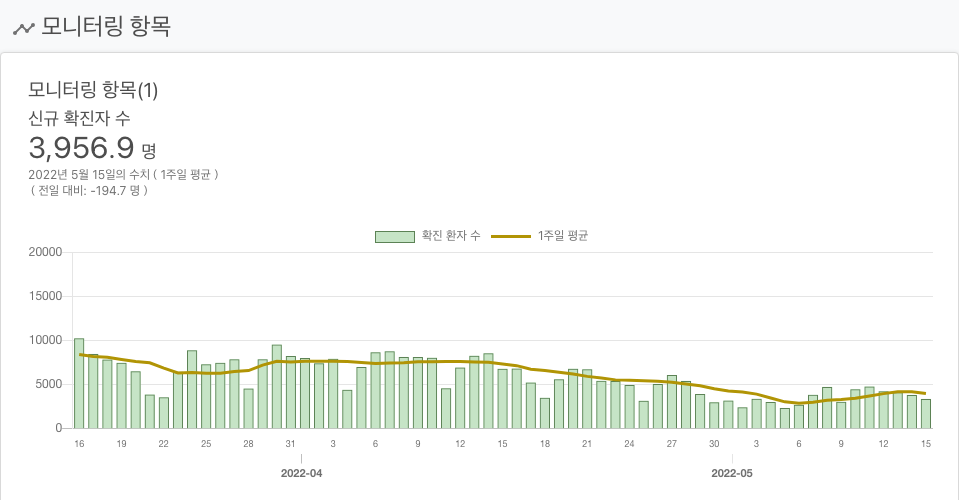 모니터링 항목
모니터링 항목(1)
신규 확진자 수
3,956.9 명
2022년 5월 15일의 수치 ( 1주일 평균 )
( 전일 대비: -194.7 명 )
확진 환자 수 1주일 평균
20000
15000
10000
5000
0
16 19 22 25 28 31 3 6 9 12 15 18 21 24 27 30 3 6 9 12 15
2022-04 2022-05